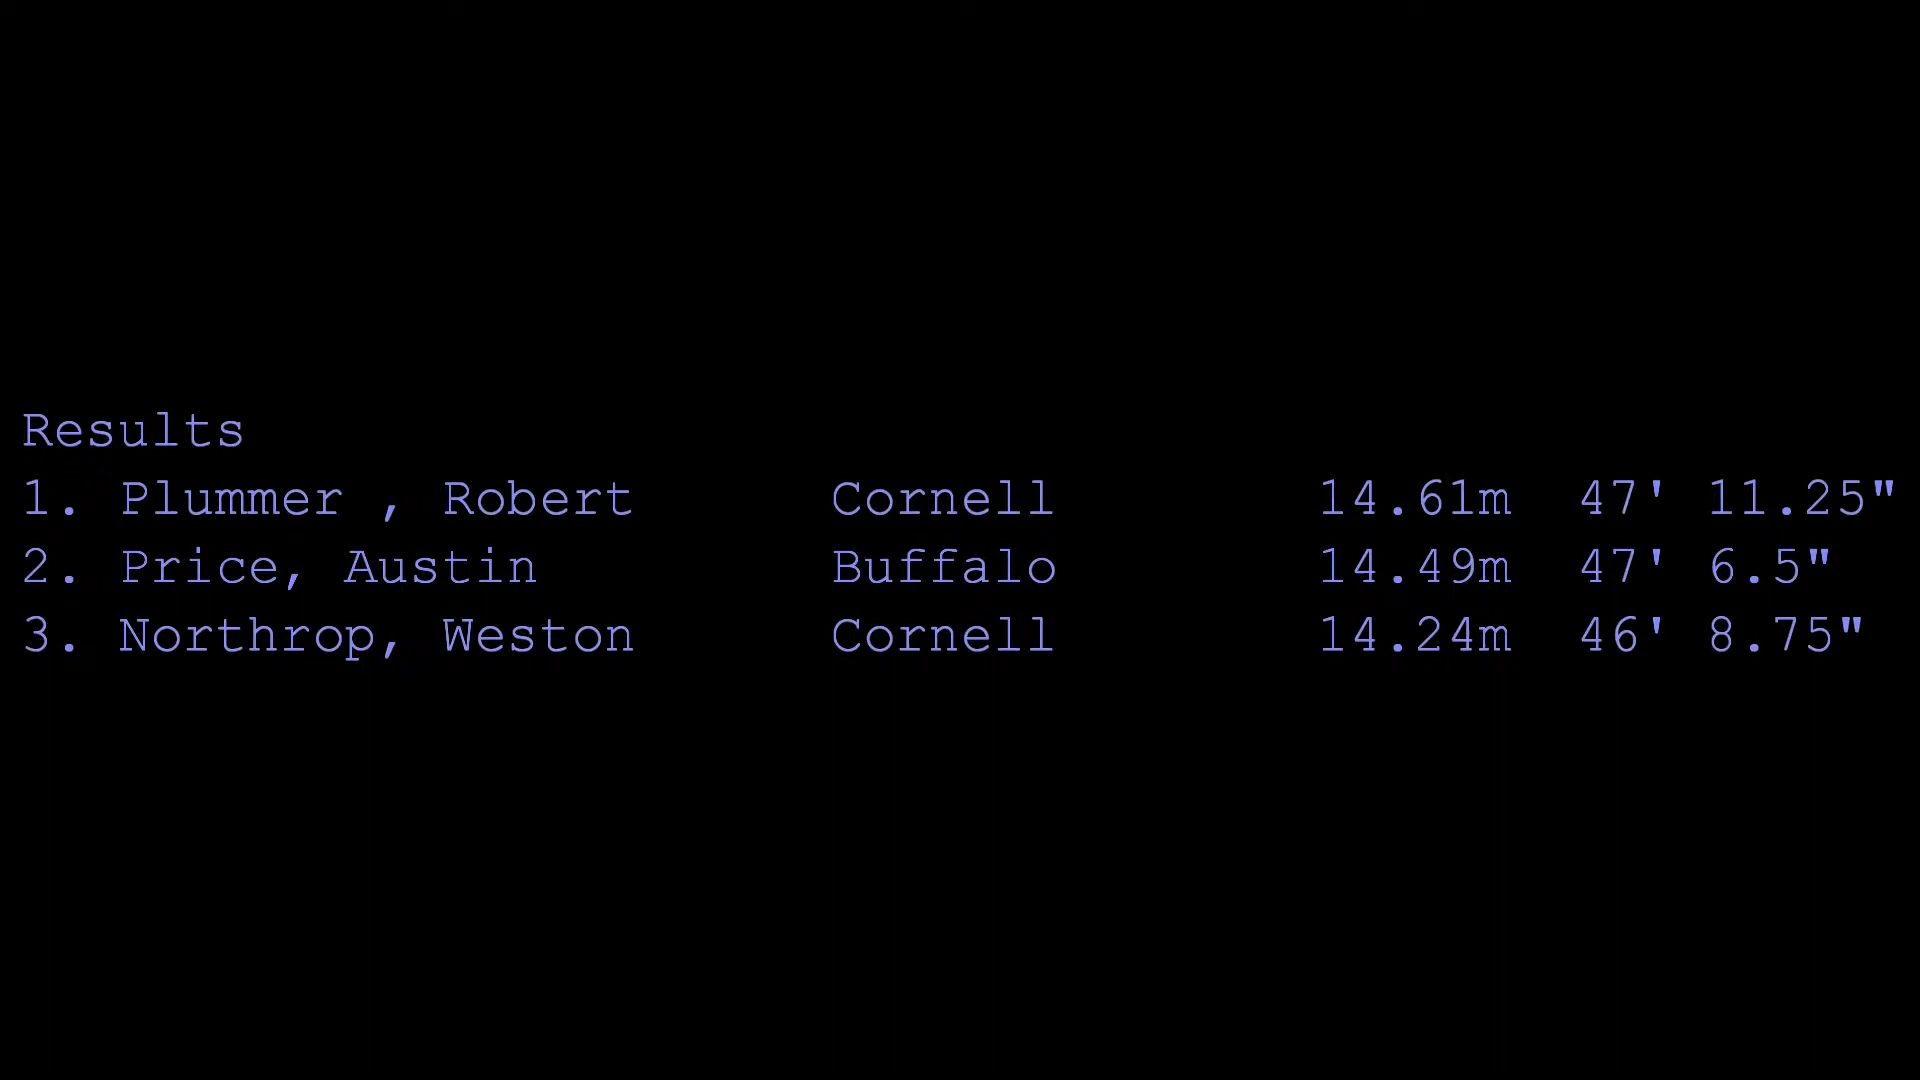 Results
1. Plummer , Robert Cornell 14.61m 47' 11.25"
2. Price, Austin Buffalo 14.49m 47' 6.5"
3. Northrop, Weston Cornell 14.24m 46' 8.75"